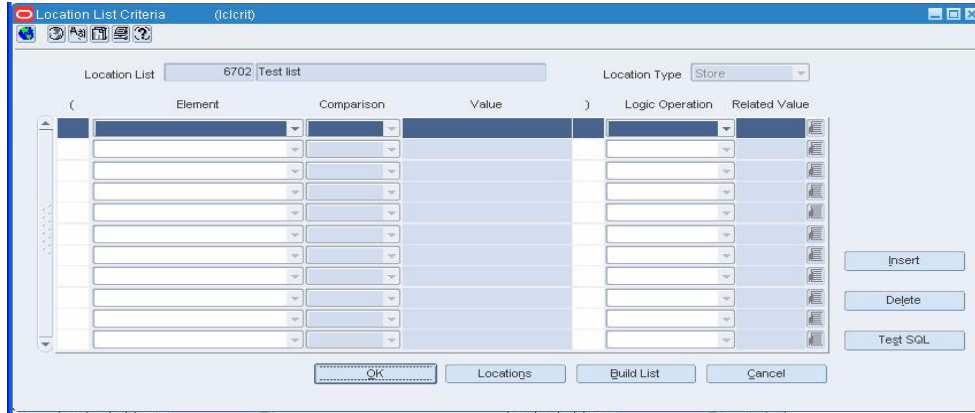 Location List Criteria (lclcrit)
Location List 6702 Test list Location Type Store
( Element Comparison Value ) Logic Operation Related Value
Insert
Delete
Test SQL
OK Locations Build List Cancel